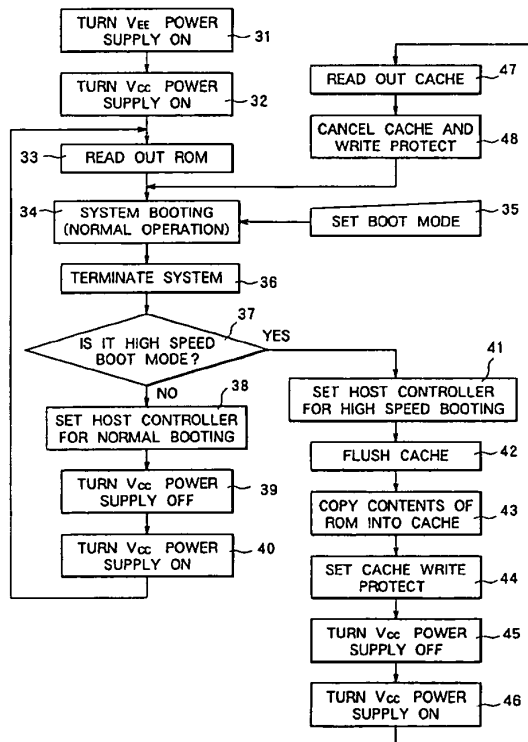 TURN VEE POWER
SUPPLY ON
31
TURN Vcc POWER
SUPPLY ON
32
33
READ OUT ROM
34
SYSTEM BOOTING
(NORMAL OPERATION)
TERMINATE SYSTEM
36
37
IS IT HIGH SPEED
BOOT MODE?
YES
NO
38
SET HOST CONTROLLER
FOR NORMAL BOOTING
TURN Vcc POWER
SUPPLY OFF
39
TURN Vcc POWER
SUPPLY ON
40
READ OUT CACHE
47
CANCEL CACHE AND
WRITE PROTECT
48
SET BOOT MODE
35
41
SET HOST CONTROLLER
FOR HIGH SPEED BOOTING
FLUSH CACHE
42
COPY CONTENTS OF
ROM INTO CACHE
43
SET CACHE WRITE
PROTECT
44
TURN Vcc POWER
SUPPLY OFF
45
TURN Vcc POWER
SUPPLY ON
46